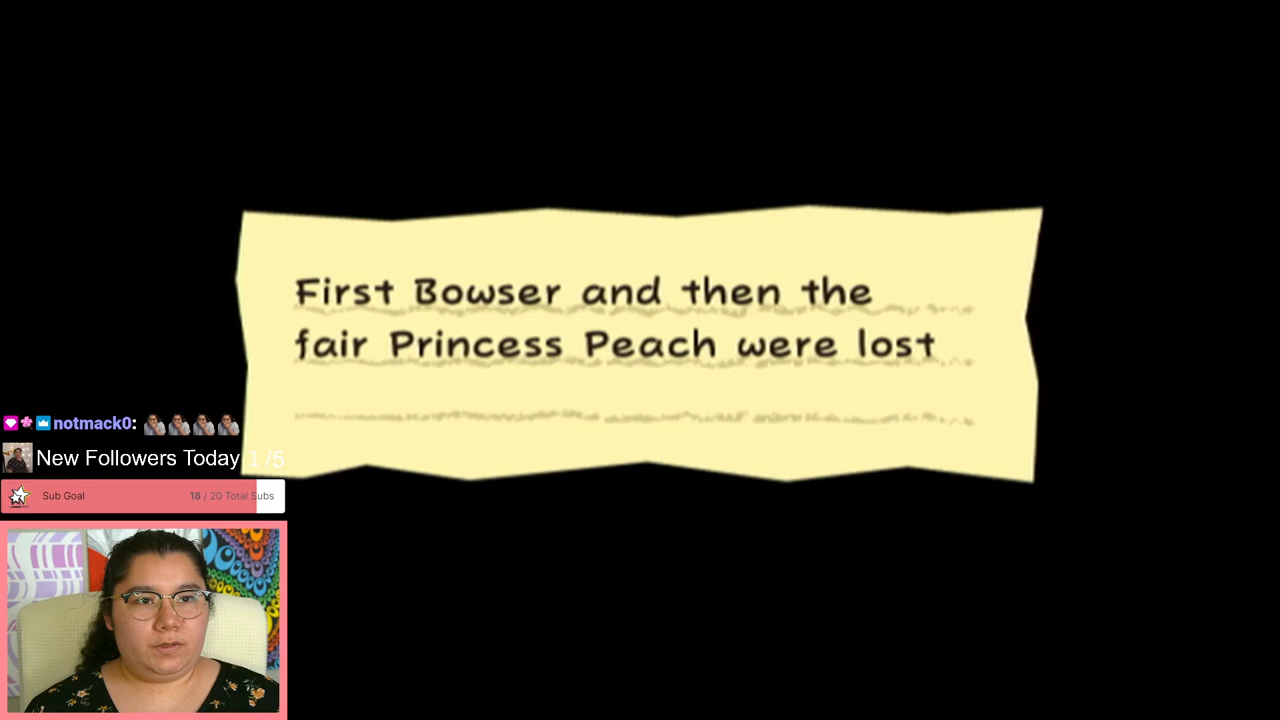 First Bowser and then the
fair Princess Peach were lost
notmack0:
New Followers Today 1/5
Sub Goal 18 / 20 Total Subs